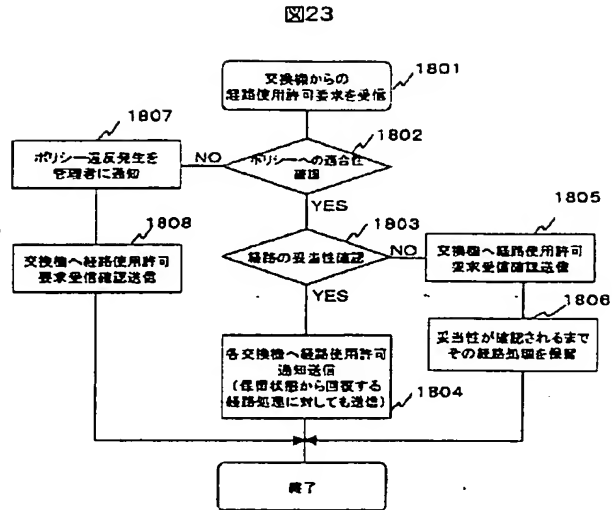 図23
交換機からの
経路使用許可要求を受信
1801
1807
1802
ポリシー違反発生を
管理者に通知
NO
ポリシーへの適合性
確認
YES
1808
1803
1805
交換機へ経路使用許可
要求受信確認送信
経路の妥当性確認
NO
交換機へ経路使用許可
要求受信確認送信
YES
1806
各交換機へ経路使用許可
通知送信
(保留状態から回復する
経路処理に対しても送信)
1804
妥当性が確認されるまで
その経路処理を保留
終了